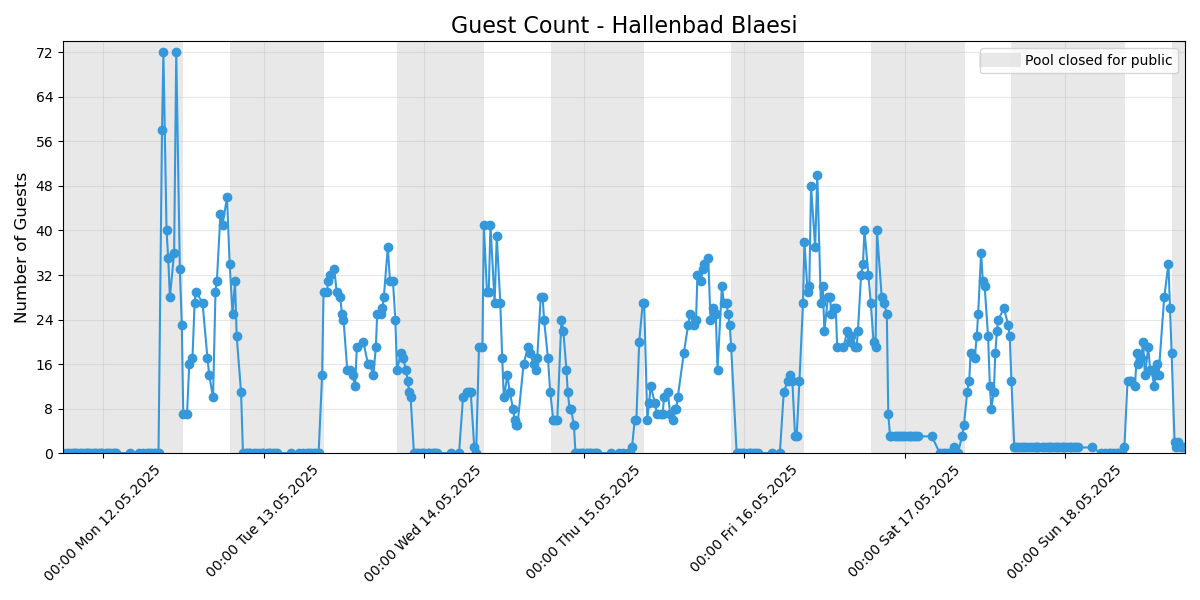 Guest Count - Hallenbad Blaesi
Pool closed for public
Number of Guests
72
64
56
48
40
32
24
16
8
0
00:00 Mon 12.05.2025
00:00 Tue 13.05.2025
00:00 Wed 14.05.2025
00:00 Thu 15.05.2025
00:00 Fri 16.05.2025
00:00 Sat 17.05.2025
00:00 Sun 18.05.2025